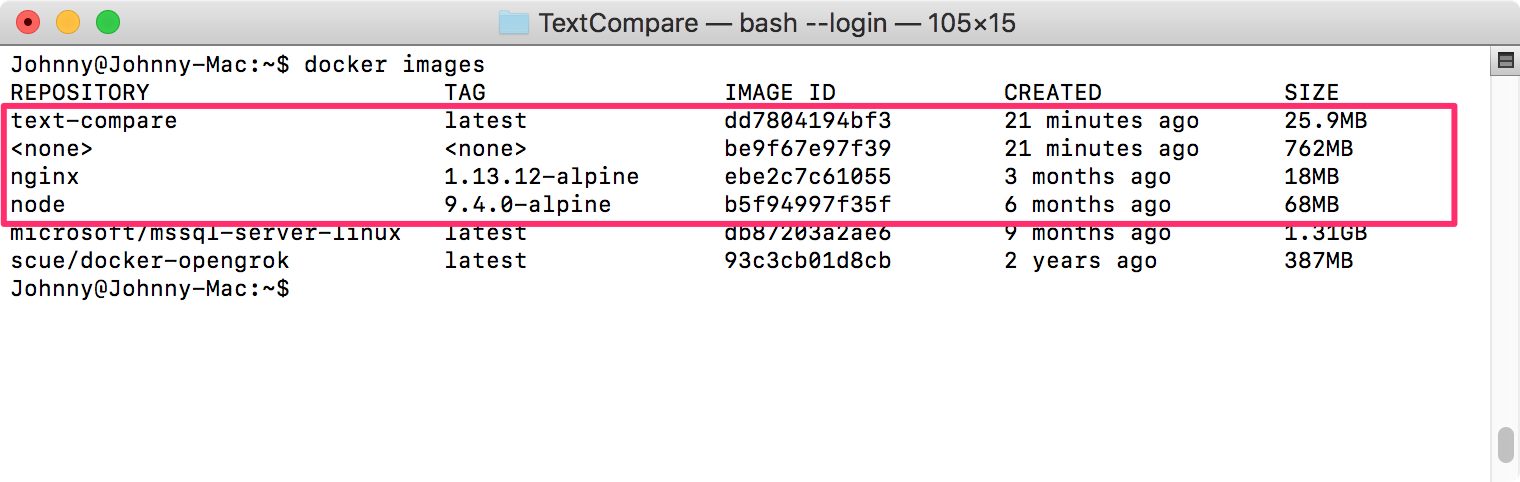 TextCompare — bash --login — 105×15
Johnny@Johnny-Mac:~$ docker images
REPOSITORY TAG IMAGE ID CREATED SIZE
text-compare latest dd7804194bf3 21 minutes ago 25.9MB
<none> <none> be9f67e97f39 21 minutes ago 762MB
nginx 1.13.12-alpine ebe2c7c61055 3 months ago 18MB
node 9.4.0-alpine b5f94997f35f 6 months ago 68MB
microsoft/mssql-server-linux latest db87203a2ae6 9 months ago 1.31GB
scue/docker-opengrok latest 93c3cb01d8cb 2 years ago 387MB
Johnny@Johnny-Mac:~$